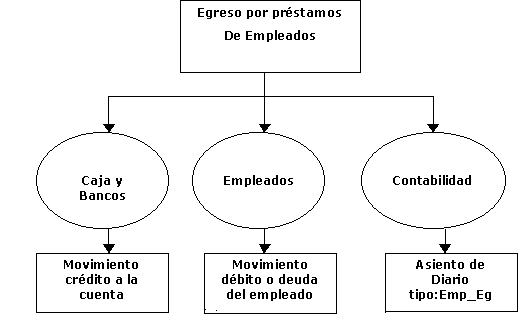 Egreso por préstamos
De Empleados
Caja y
Bancos
Empleados
Contabilidad
Movimiento
crédito a la
cuenta
Movimiento
débito o deuda
del empleado
Asiento de
Diario
tipo:Emp_Eg